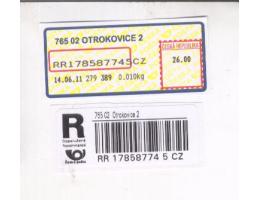 765 02 OTROKOVICE 2
ČESKÁ REPUBLIKA
26.00
RR178587745CZ
14.06.11 279 389 0.010kg
R
765 02 Otrokovice 2
RR 17858774 5 CZ